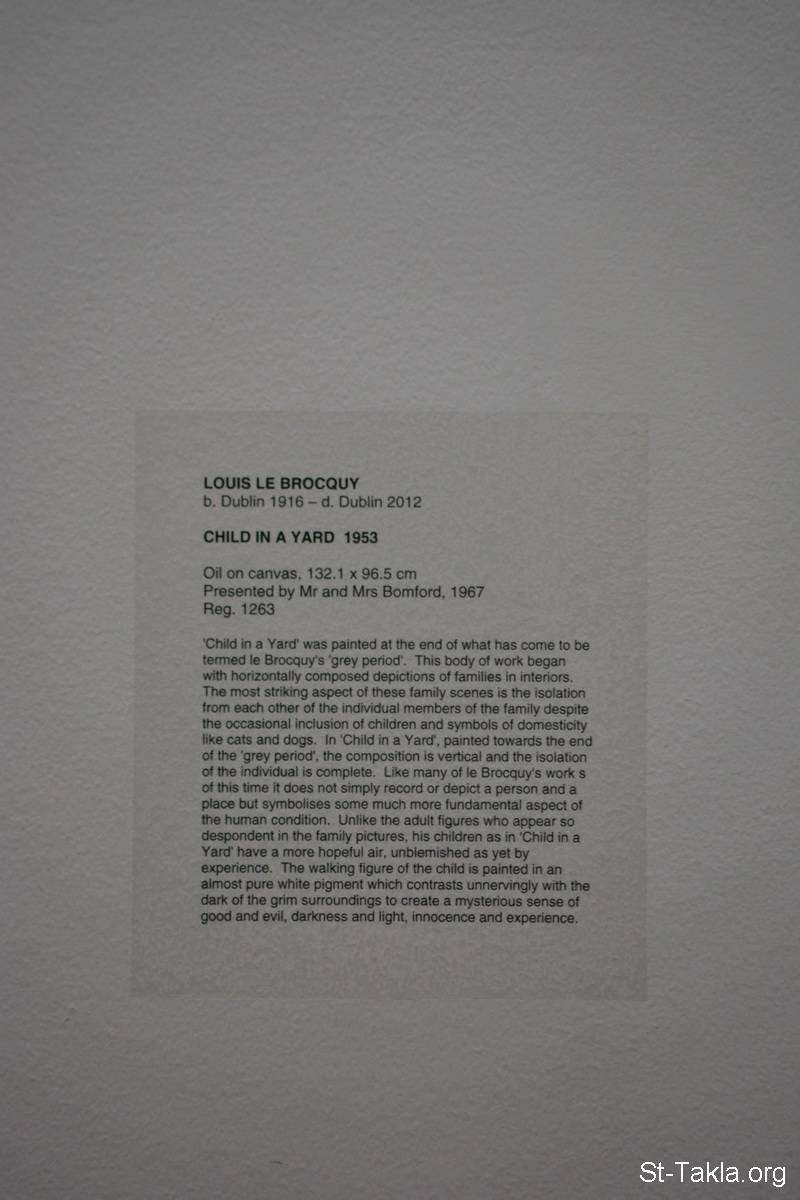 LOUIS LE BROCQUY
b. Dublin 1916 – d. Dublin 2012
CHILD IN A YARD 1953
Oil on canvas, 132.1 x 96.5 cm
Presented by Mr and Mrs Bomford, 1967
Reg. 1263
'Child in a Yard' was painted at the end of what has come to be
termed le Brocquy's 'grey period'. This body of work began
with horizontally composed depictions of families in interiors.
The most striking aspect of these family scenes is the isolation
from each other of the individual members of the family despite
the occasional inclusion of children and symbols of domesticity
like cats and dogs. In 'Child in a Yard', painted towards the end
of the 'grey period', the composition is vertical and the isolation
of the individual is complete. Like many of le Brocquy's work s
of this time it does not simply record or depict a person and a
place but symbolises some much more fundamental aspect of
the human condition. Unlike the adult figures who appear so
despondent in the family pictures, his children as in 'Child in a
Yard' have a more hopeful air, unblemished as yet by
experience. The walking figure of the child is painted in an
almost pure white pigment which contrasts unnervingly with the
dark of the grim surroundings to create a mysterious sense of
good and evil, darkness and light, innocence and experience.
St-Takla.org